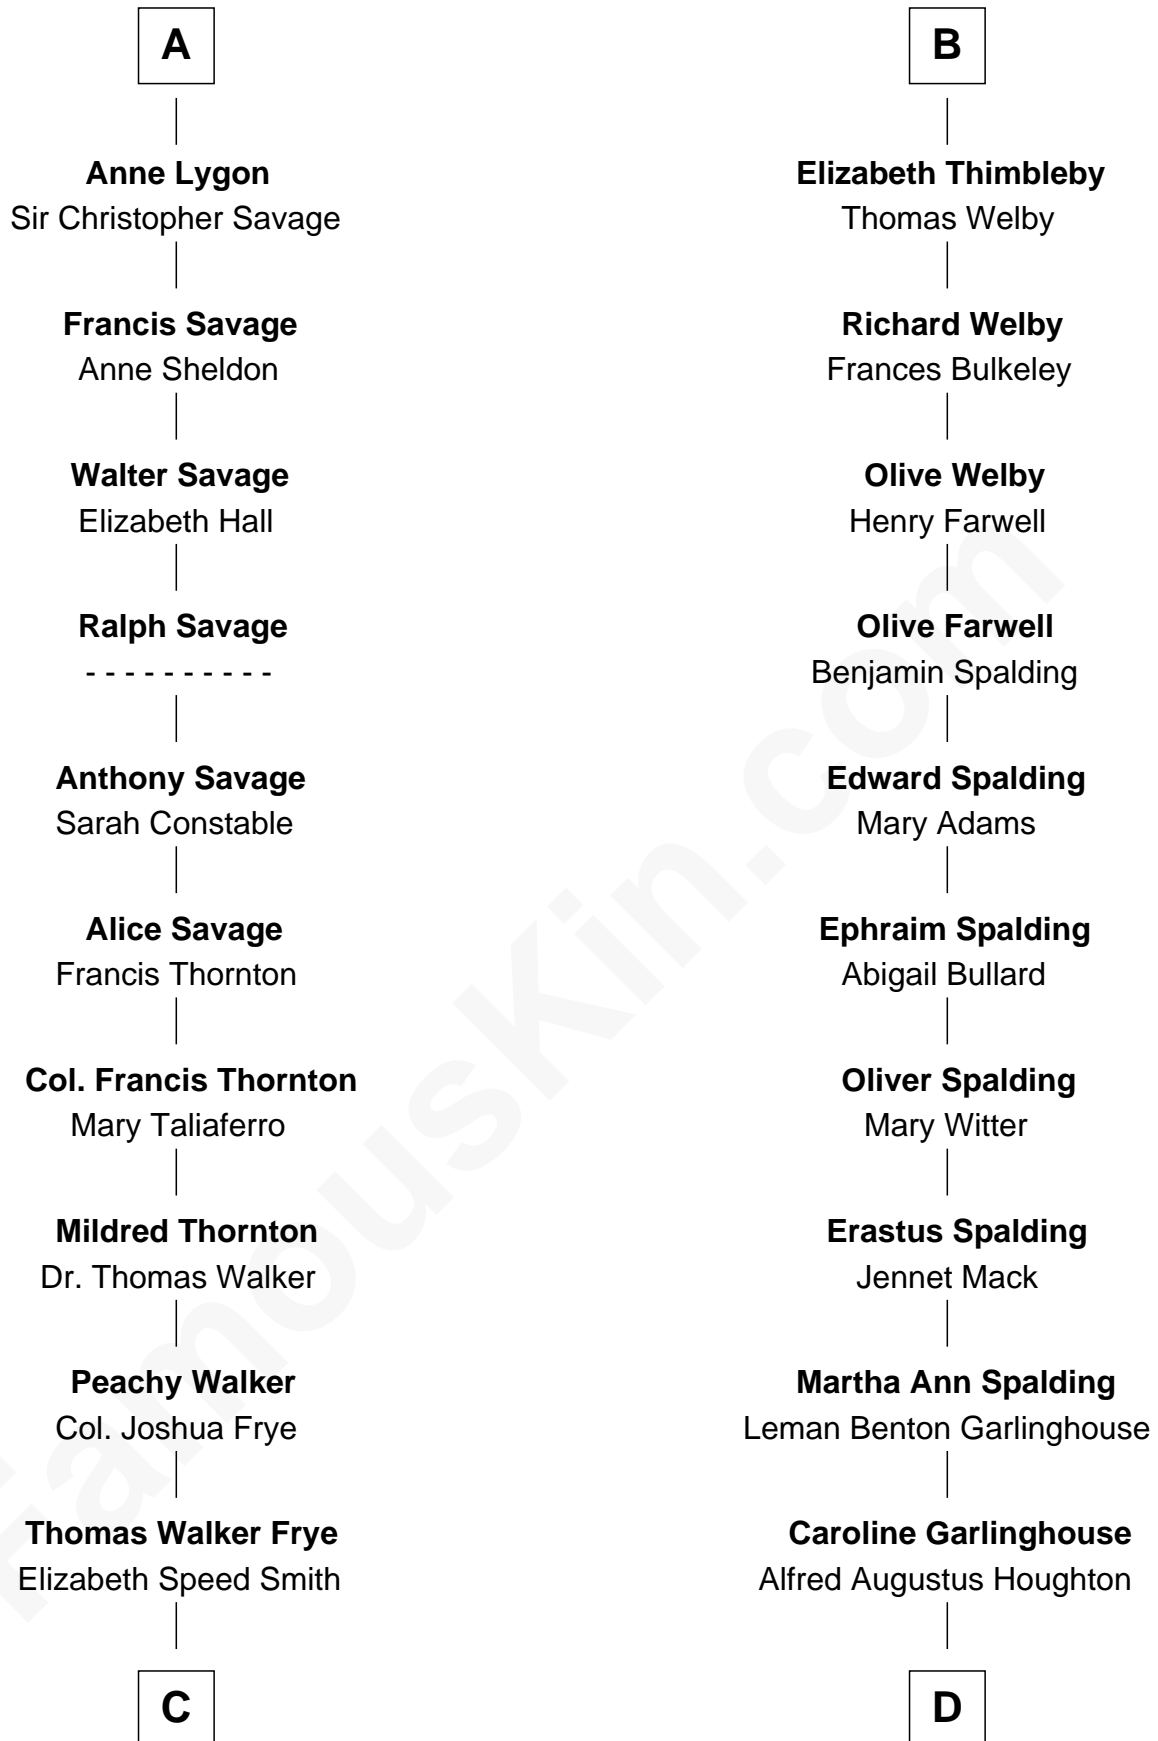 A
Anne Lygon
Sir Christopher Savage
Francis Savage
Anne Sheldon
Walter Savage
Elizabeth Hall
Ralph Savage
- - - - - - - - - -
Anthony Savage
Sarah Constable
Alice Savage
Francis Thornton
Col. Francis Thornton
Mary Taliaferro
Mildred Thornton
Dr. Thomas Walker
Peachy Walker
Col. Joshua Frye
Thomas Walker Frye
Elizabeth Speed Smith
C
B
Elizabeth Thimbleby
Thomas Welby
Richard Welby
Frances Bulkeley
Olive Welby
Henry Farwell
Olive Farwell
Benjamin Spalding
Edward Spalding
Mary Adams
Ephraim Spalding
Abigail Bullard
Oliver Spalding
Mary Witter
Erastus Spalding
Jennet Mack
Martha Ann Spalding
Leman Benton Garlinghouse
Caroline Garlinghouse
Alfred Augustus Houghton
D
FamousKin.com